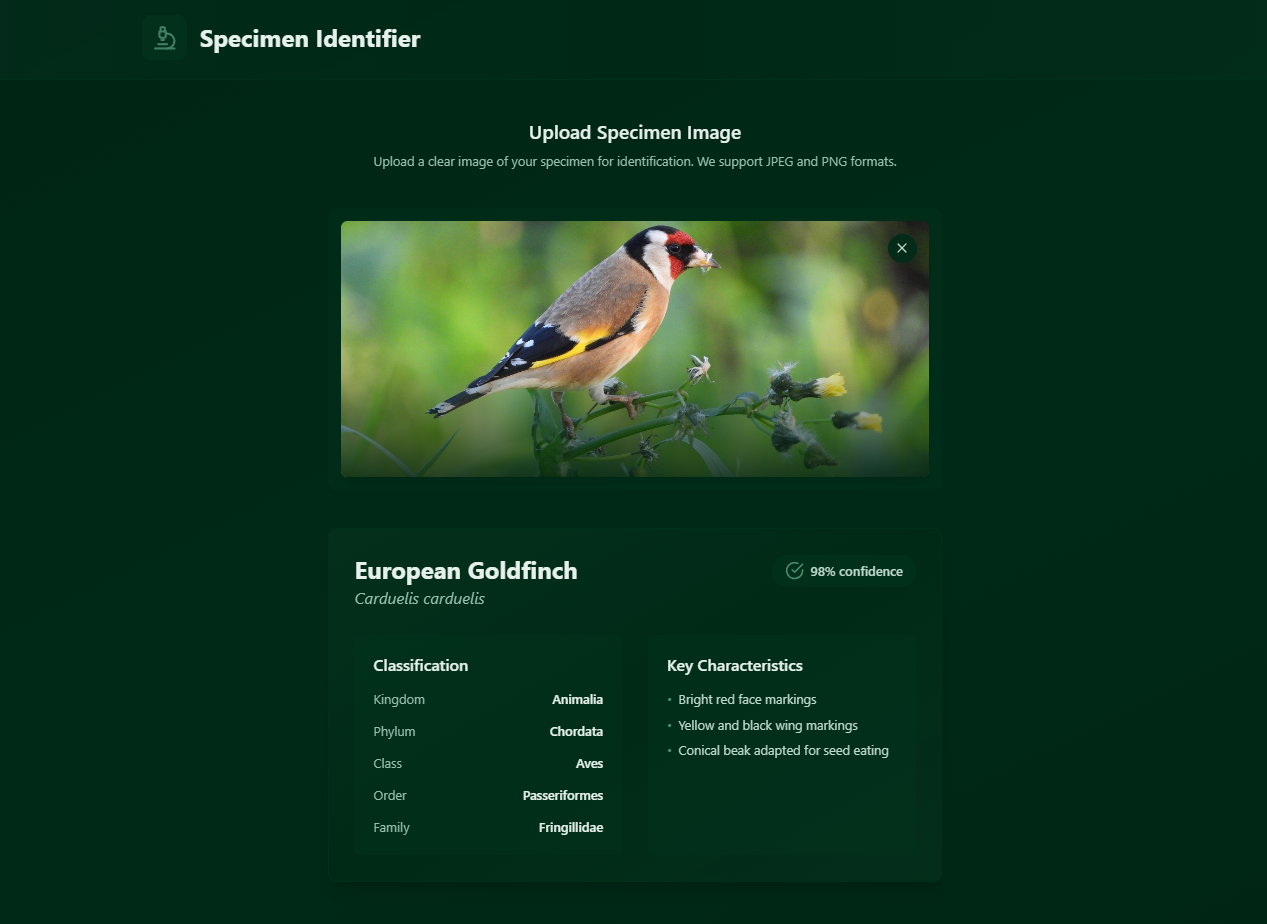 Specimen Identifier
Upload Specimen Image
Upload a clear image of your specimen for identification. We support JPEG and PNG formats.
European Goldfinch
98% confidence
Carduelis carduelis
Classification
Kingdom Animalia
Phylum Chordata
Class Aves
Order Passeriformes
Family Fringillidae
Key Characteristics
• Bright red face markings
• Yellow and black wing markings
• Conical beak adapted for seed eating